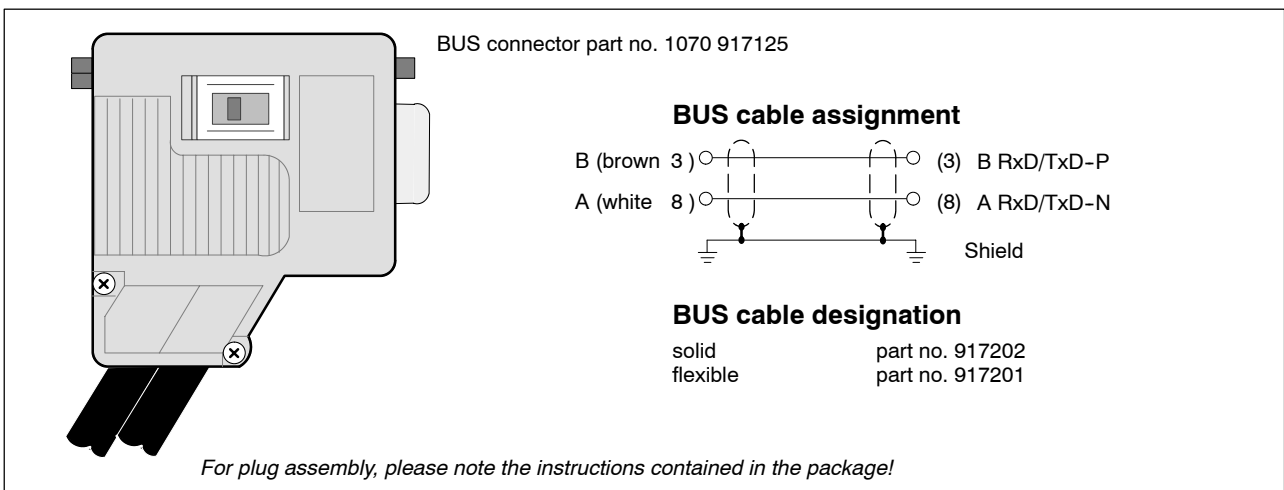 BUS connector part no. 1070 917125
BUS cable assignment
B (brown 3 ) (3) B RxD/TxD-P
A (white 8 ) (8) A RxD/TxD-N
Shield
BUS cable designation
solid part no. 917202
flexible part no. 917201
For plug assembly, please note the instructions contained in the package!